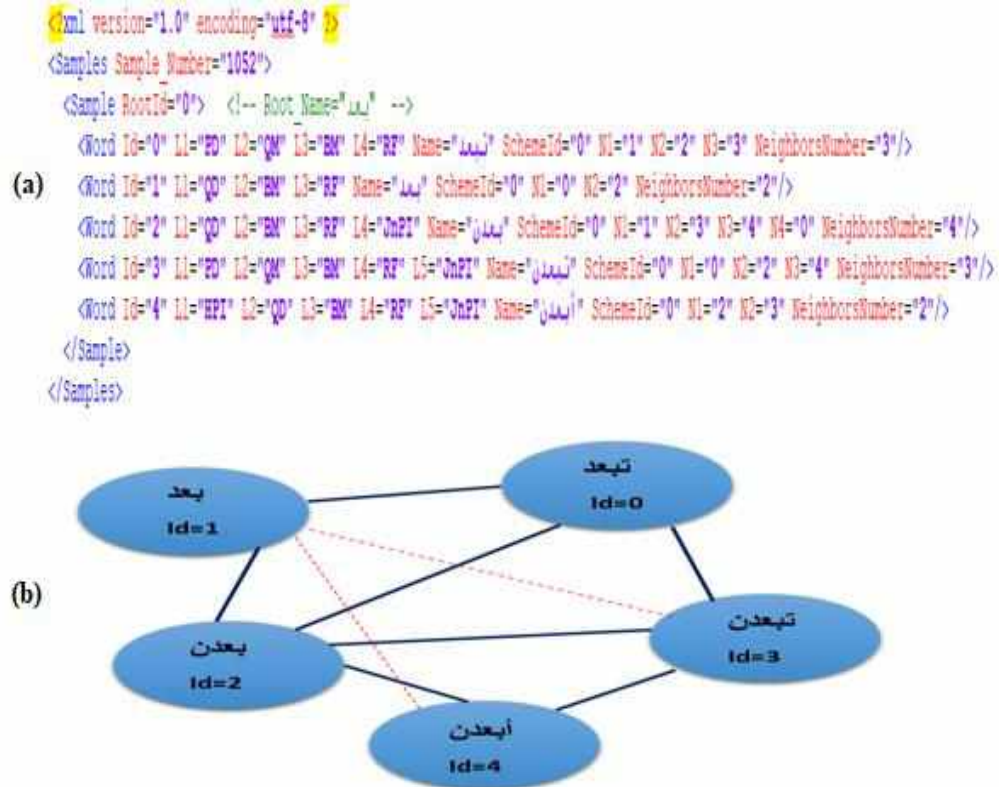 <?xml version="1.0" encoding="utf-8" ?>
<Samples Sample_Number="1052">
<Sample RootId="0"> <!-- Root_Name="بعد" -->
<Word Id="0" L1="PD" L2="QM" L3="BM" L4="RF" Name="تبعد" SchemeId="0" N1="1" N2="2" N3="3" NeighborsNumber="3"/>
(a)
<Word Id="1" L1="QD" L2="BM" L3="RF" Name="بعد" SchemeId="0" N1="0" N2="2" NeighborsNumber="2"/>
<Word Id="2" L1="QD" L2="BM" L3="RF" L4="JnPI" Name="بعدن" SchemeId="0" N1="1" N2="3" N3="4" N4="0" NeighborsNumber="4"/>
<Word Id="3" L1="PD" L2="QM" L3="BM" L4="RF" L5="JnPI" Name="تبعدن" SchemeId="0" N1="0" N2="2" N3="4" NeighborsNumber="3"/>
<Word Id="4" L1="HPI" L2="QD" L3="BM" L4="RF" L5="JnPI" Name="أبعدن" SchemeId="0" N1="2" N2="3" NeighborsNumber="2"/>
</Sample>
</Samples>
(b)
تبعد
Id=0
بعد
Id=1
تبعدن
Id=3
بعدن
Id=2
أبعدن
Id=4